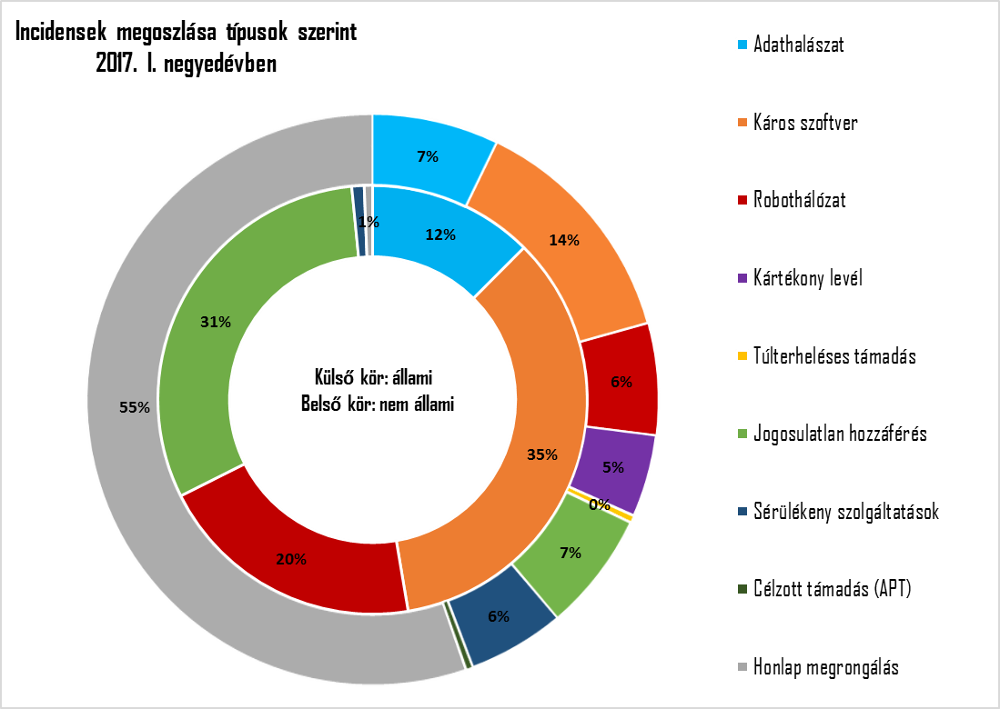 Incidensek megoszlása típusok szerint
2017. I. negyedévben
Adathalászat
Káros szoftver
Robothálózat
Kártékony levél
Túlterheléses támadás
Jogosulatlan hozzáférés
Sérülékeny szolgáltatások
Célzott támadás (APT)
Honlap megrongálás
7%
14%
6%
5%
0%
7%
6%
55%
12%
35%
20%
31%
1%
Külső kör: állami
Belső kör: nem állami